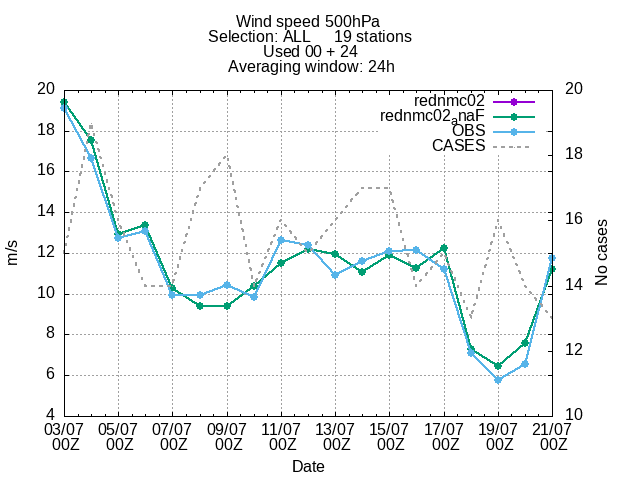 Wind speed 500hPa
Selection: ALL 19 stations
Used 00 + 24
Averaging window: 24h
rednmc02
rednmc02_anaF
OBS
CASES
20
18
16
14
12
10
8
6
4
20
18
16
14
12
10
m/s
No cases
03/07 05/07 07/07 09/07 11/07 13/07 15/07 17/07 19/07 21/07
00Z 00Z 00Z 00Z 00Z 00Z 00Z 00Z 00Z 00Z
Date